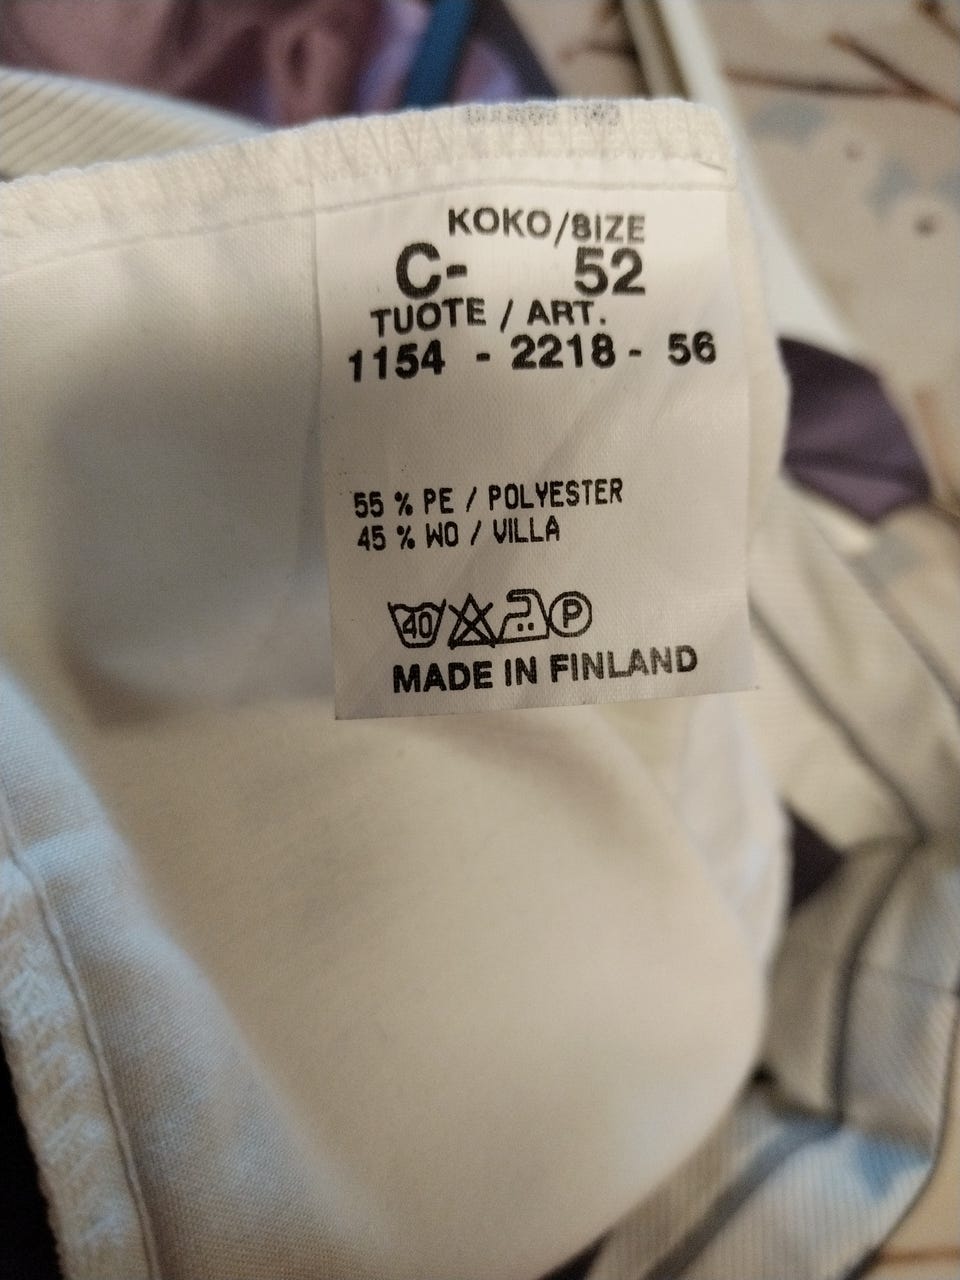 KOKO/SIZE
C- 52
TUOTE / ART.
1154 - 2218 - 56
55 % PE / POLYESTER
45 % WO / VILLA
40 P
MADE IN FINLAND